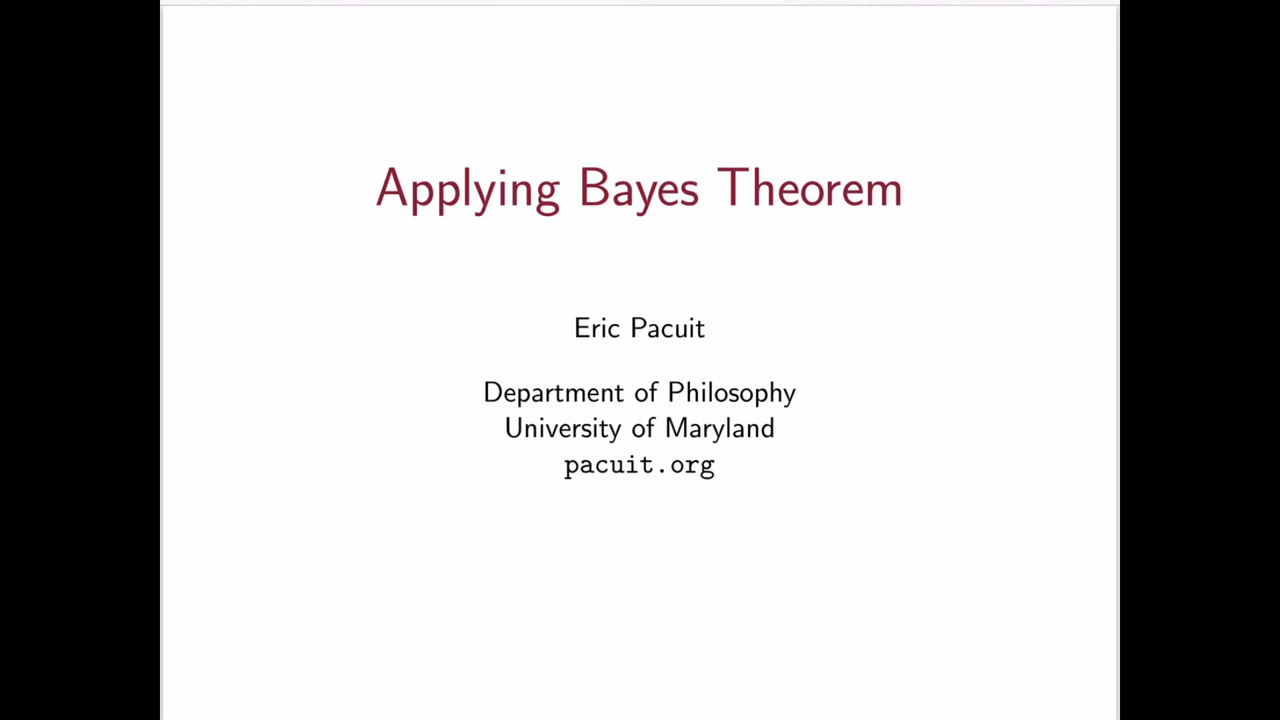 Applying Bayes Theorem
Eric Pacuit
Department of Philosophy
University of Maryland
pacuit.org